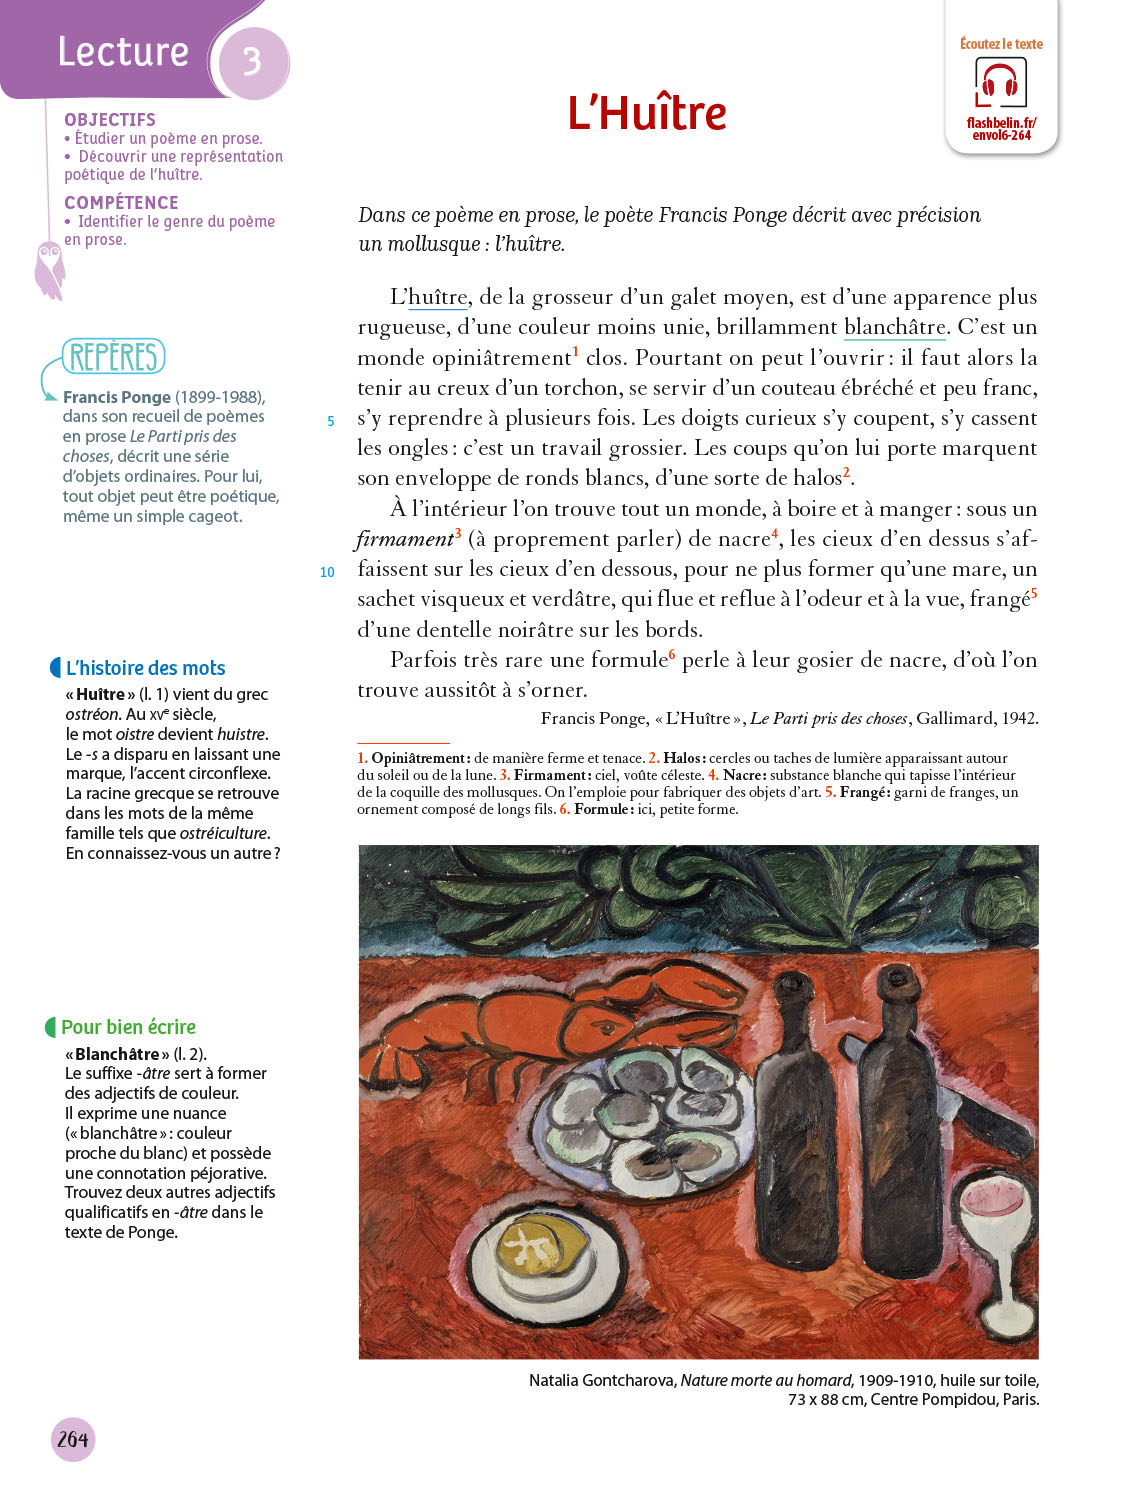 Lecture 3
OBJECTIFS
• Étudier un poème en prose.
• Découvrir une représentation
poétique de l'huître.
COMPÉTENCE
• Identifier le genre du poème
en prose.
Écoutez le texte
flashbelin.fr/
envol6-264
L'Huître
Dans ce poème en prose, le poète Francis Ponge décrit avec précision
un mollusque : l'huître.
L'huître, de la grosseur d'un galet moyen, est d'une apparence plus
rugueuse, d'une couleur moins unie, brillamment blanchâtre. C'est un
monde opiniâtrement1 clos. Pourtant on peut l'ouvrir : il faut alors la
tenir au creux d'un torchon, se servir d'un couteau ébréché et peu franc,
5 s'y reprendre à plusieurs fois. Les doigts curieux s'y coupent, s'y cassent
les ongles : c'est un travail grossier. Les coups qu'on lui porte marquent
son enveloppe de ronds blancs, d'une sorte de halos2.
À l'intérieur l'on trouve tout un monde, à boire et à manger : sous un
firmament3 (à proprement parler) de nacre4, les cieux d'en dessus s'af-
10 faissent sur les cieux d'en dessous, pour ne plus former qu'une mare, un
sachet visqueux et verdâtre, qui flue et reflue à l'odeur et à la vue, frangé5
d'une dentelle noirâtre sur les bords.
Parfois très rare une formule6 perle à leur gosier de nacre, d'où l'on
trouve aussitôt à s'orner.
Francis Ponge, « L'Huître », Le Parti pris des choses, Gallimard, 1942.
1. Opiniâtrement : de manière ferme et tenace. 2. Halos : cercles ou taches de lumière apparaissant autour
du soleil ou de la lune. 3. Firmament : ciel, voûte céleste. 4. Nacre : substance blanche qui tapisse l'intérieur
de la coquille des mollusques. On l'emploie pour fabriquer des objets d'art. 5. Frangé : garni de franges, un
ornement composé de longs fils. 6. Formule : ici, petite forme.
REPÈRES
Francis Ponge (1899-1988),
dans son recueil de poèmes
en prose Le Parti pris des
choses, décrit une série
d'objets ordinaires. Pour lui,
tout objet peut être poétique,
même un simple cageot.
L'histoire des mots
« Huître » (l. 1) vient du grec
ostréon. Au XVe siècle,
le mot oistre devient huistre.
Le -s a disparu en laissant une
marque, l'accent circonflexe.
La racine grecque se retrouve
dans les mots de la même
famille tels que ostréiculture.
En connaissez-vous un autre ?
Pour bien écrire
« Blanchâtre » (l. 2).
Le suffixe -âtre sert à former
des adjectifs de couleur.
Il exprime une nuance
(« blanchâtre » : couleur
proche du blanc) et possède
une connotation péjorative.
Trouvez deux autres adjectifs
qualificatifs en -âtre dans le
texte de Ponge.
Natalia Gontcharova, Nature morte au homard, 1909-1910, huile sur toile,
73 x 88 cm, Centre Pompidou, Paris.
264